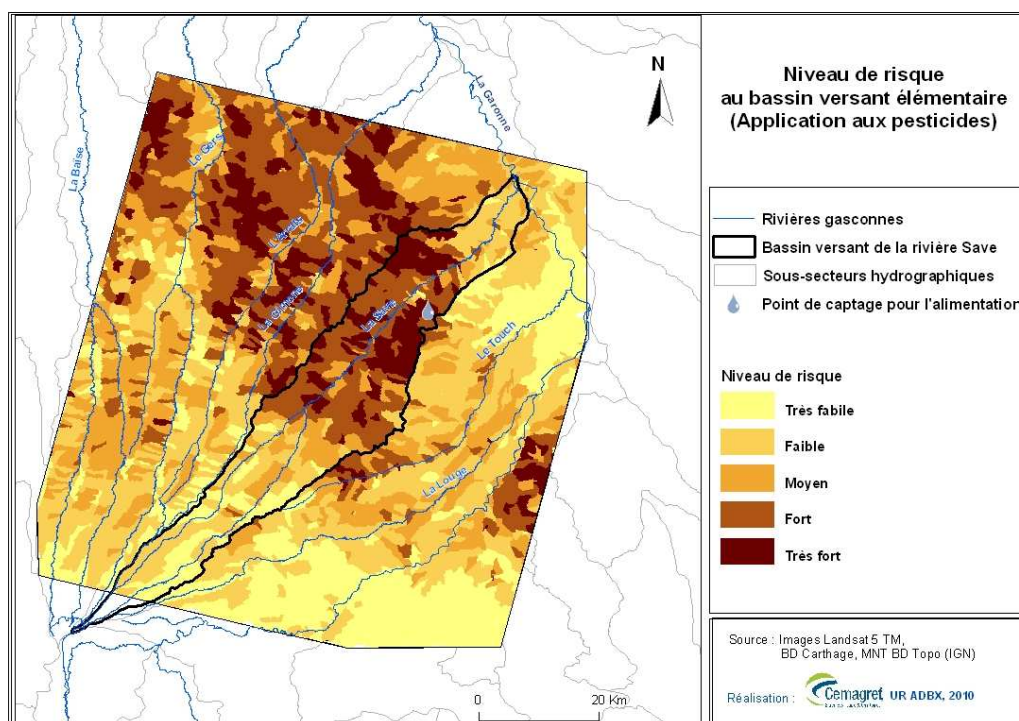 Niveau de risque
au bassin versant élémentaire
(Application aux pesticides)
N
La Garonne
La Baïse
Le Gers
La Save
Le Touch
La Louge
0 20 Km
Rivières gasconnes
Bassin versant de la rivière Save
Sous-secteurs hydrographiques
Point de captage pour l'alimentation
Niveau de risque
Très fabile
Faible
Moyen
Fort
Très fort
Source : Images Landsat 5 TM,
BD Carthage, MNT BD Topo (IGN)
Réalisation : Cemagref UR ADBX, 2010